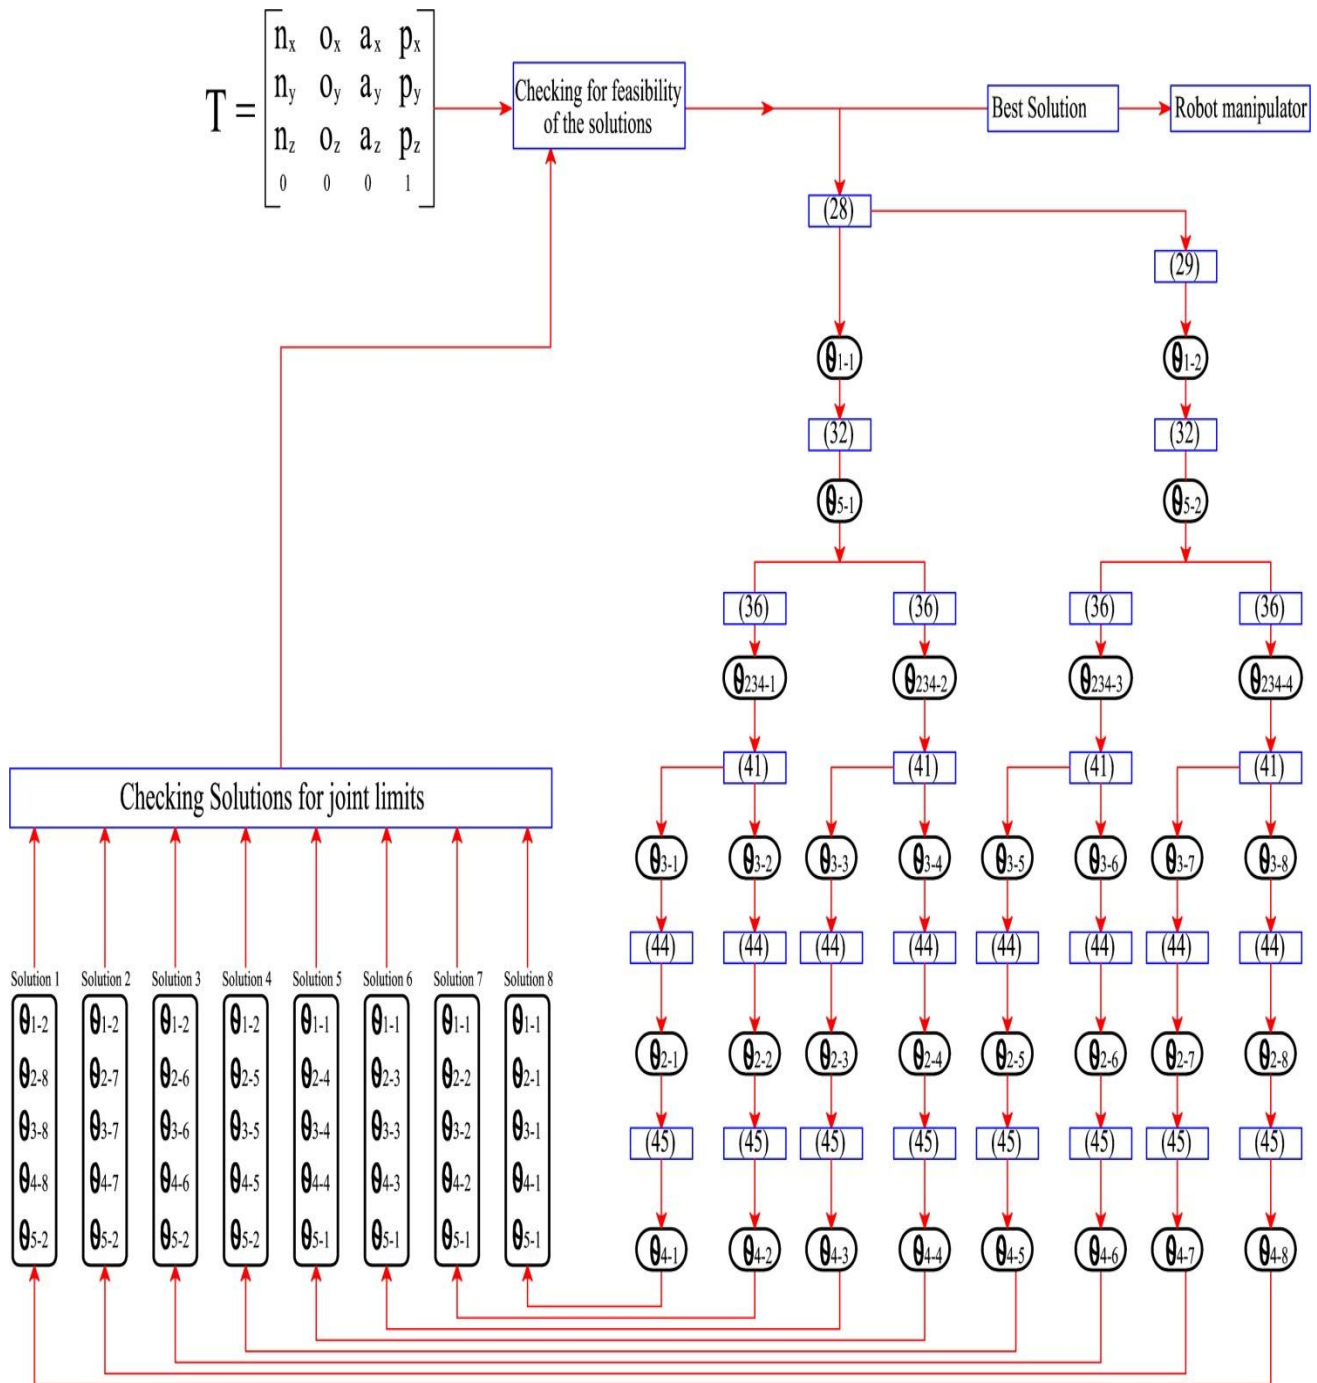 T =
nx ox ax px
ny oy ay py
nz oz az pz
0 0 0 1
Checking for feasibility
of the solutions
Best Solution
Robot manipulator
(28)
(29)
θ1-1 θ1-2
(32) (32)
θ5-1 θ5-2
(36) (36) (36) (36)
θ234-1 θ234-2 θ234-3 θ234-4
(41) (41) (41) (41)
Checking Solutions for joint limits
θ3-1 θ3-2 θ3-3 θ3-4 θ3-5 θ3-6 θ3-7 θ3-8
(44) (44) (44) (44) (44) (44) (44) (44)
θ2-1 θ2-2 θ2-3 θ2-4 θ2-5 θ2-6 θ2-7 θ2-8
(45) (45) (45) (45) (45) (45) (45) (45)
θ4-1 θ4-2 θ4-3 θ4-4 θ4-5 θ4-6 θ4-7 θ4-8
Solution 1 Solution 2 Solution 3 Solution 4 Solution 5 Solution 6 Solution 7 Solution 8
θ1-2 θ1-2 θ1-2 θ1-2 θ1-1 θ1-1 θ1-1 θ1-1
θ2-8 θ2-7 θ2-6 θ2-5 θ2-4 θ2-3 θ2-2 θ2-1
θ3-8 θ3-7 θ3-6 θ3-5 θ3-4 θ3-3 θ3-2 θ3-1
θ4-8 θ4-7 θ4-6 θ4-5 θ4-4 θ4-3 θ4-2 θ4-1
θ5-2 θ5-2 θ5-2 θ5-2 θ5-1 θ5-1 θ5-1 θ5-1